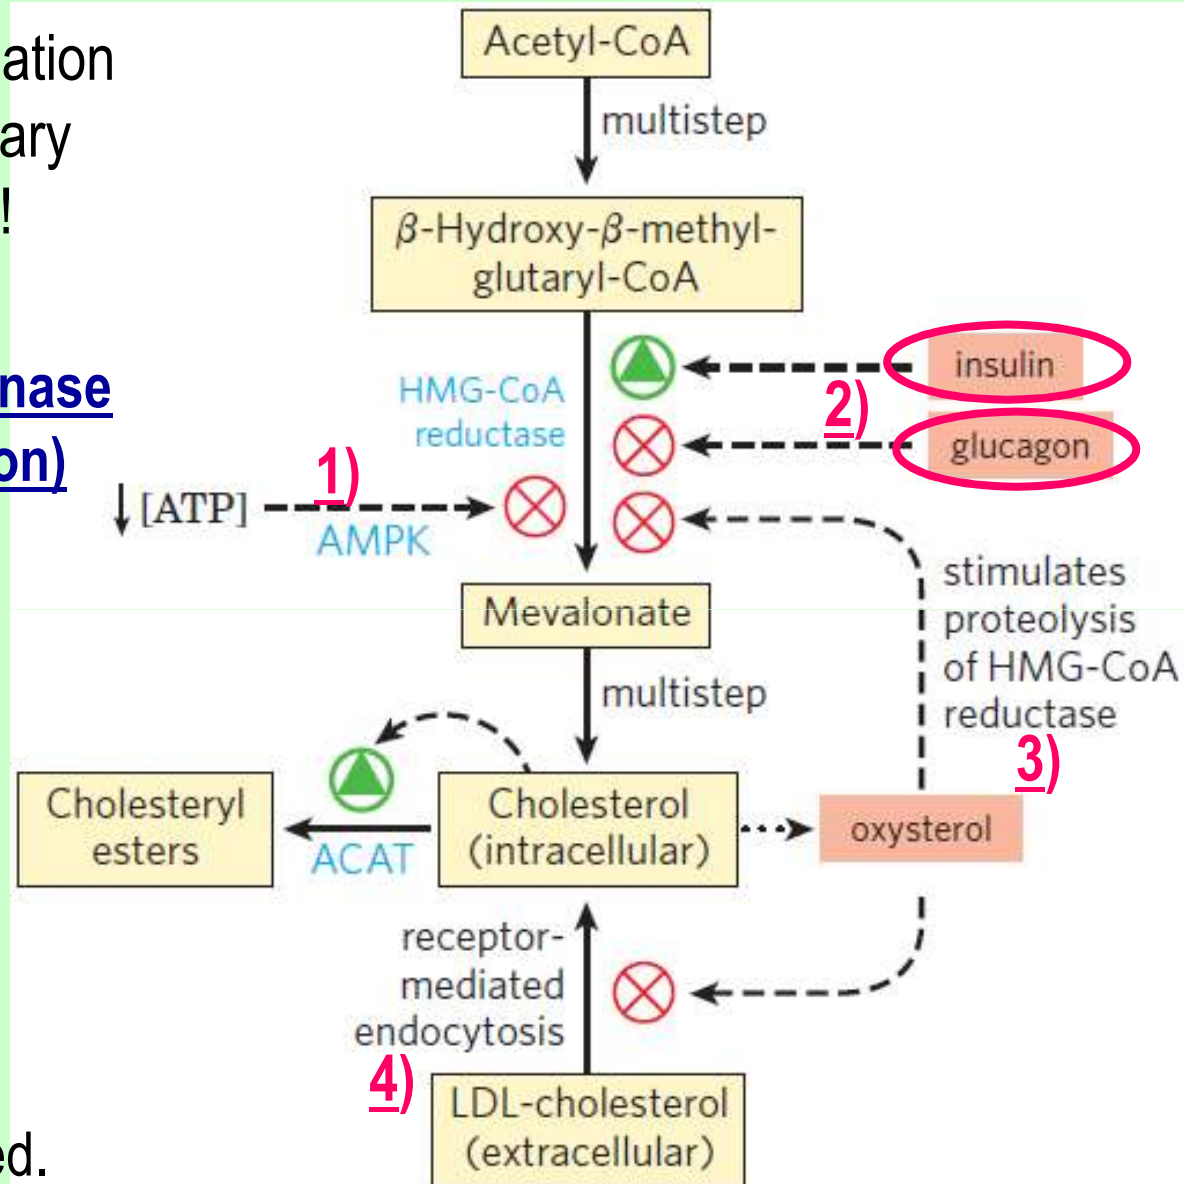 ation
ary
!
nase
on)
ed.
Acetyl-CoA
multistep
β-Hydroxy-β-methyl-
glutaryl-CoA
HMG-CoA
reductase
insulin
2)
glucagon
1)
↓ [ATP]
AMPK
stimulates
proteolysis
of HMG-CoA
reductase
3)
Mevalonate
multistep
Cholesteryl
esters
ACAT
Cholesterol
(intracellular)
oxysterol
receptor-
mediated
endocytosis
4)
LDL-cholesterol
(extracellular)